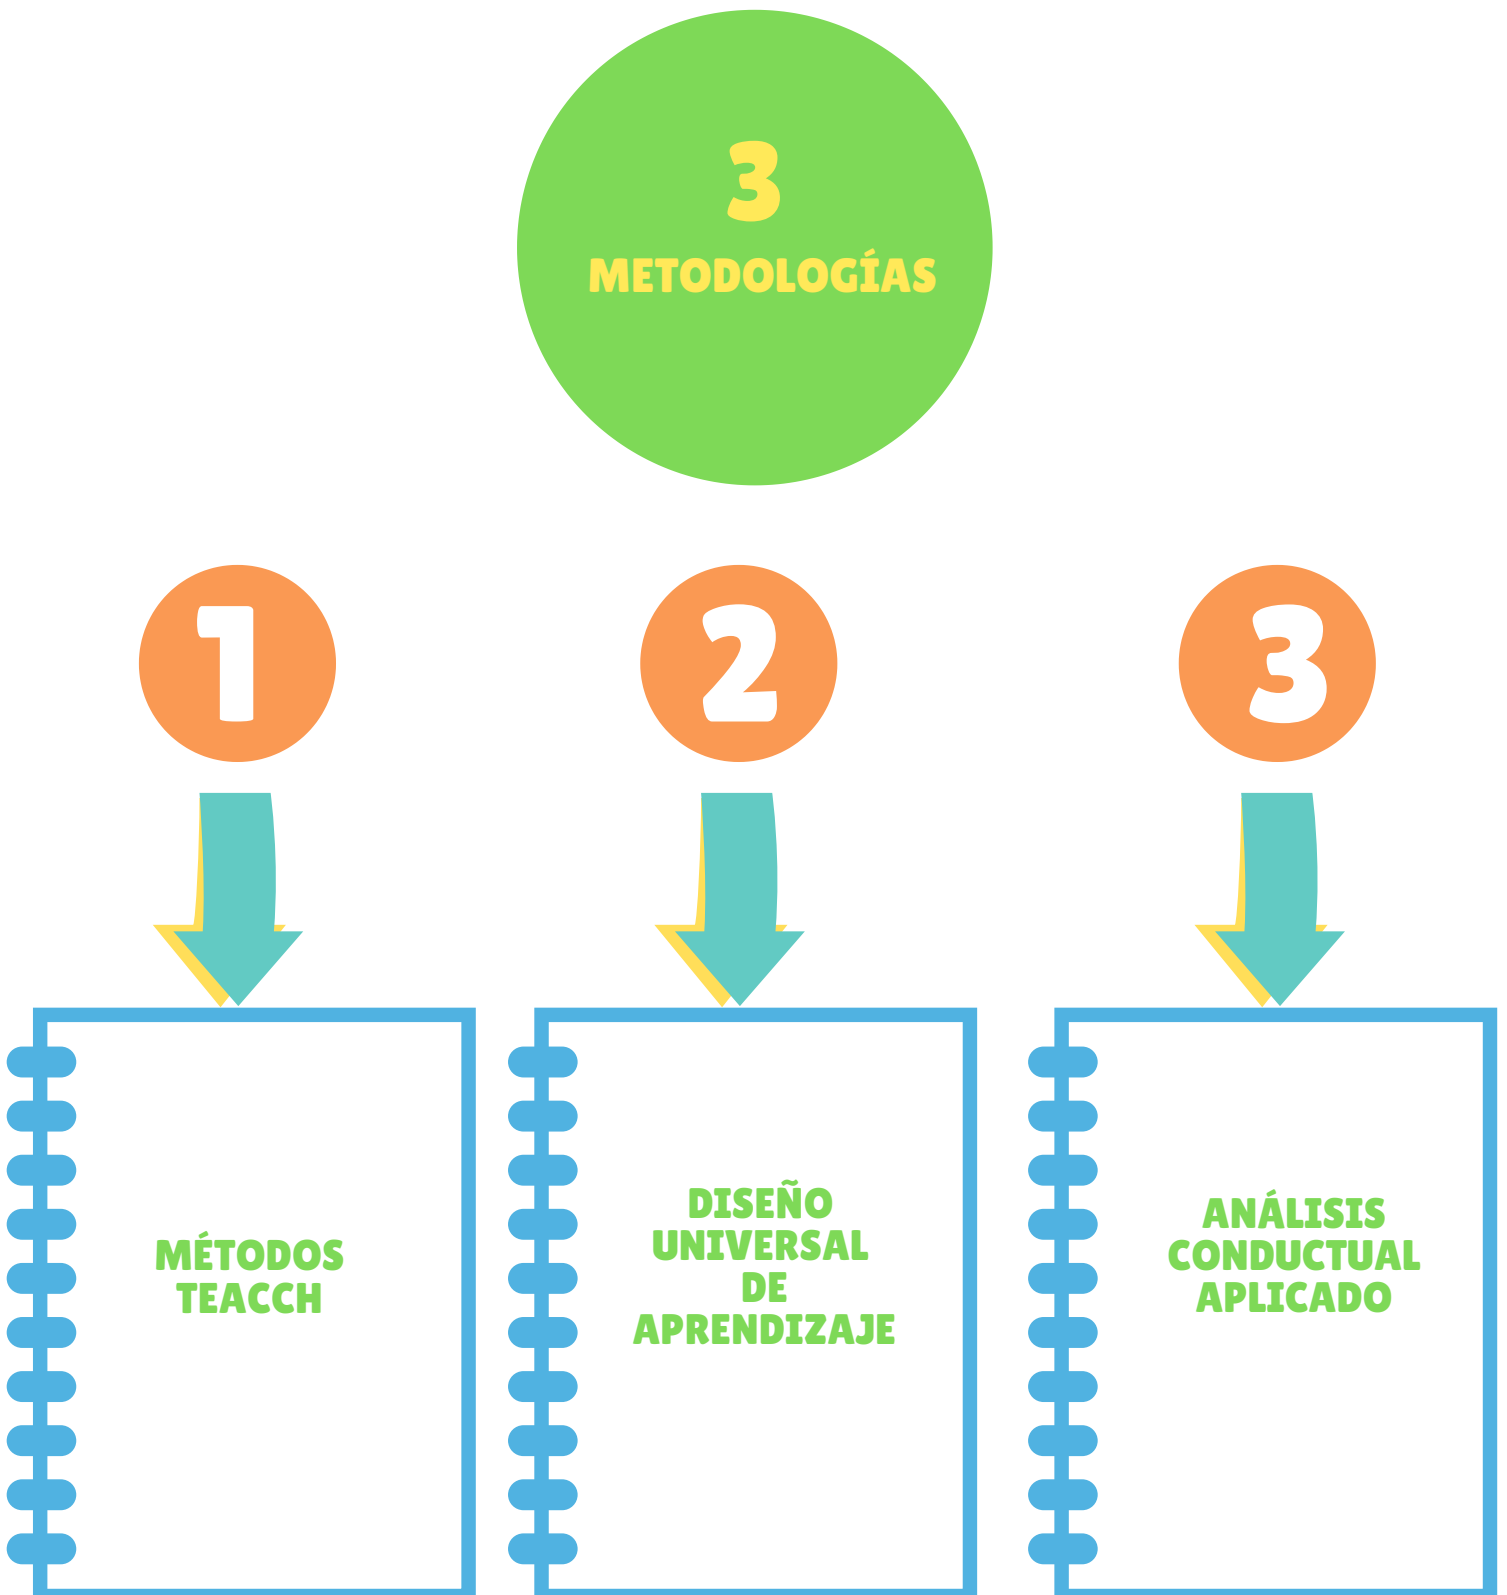 3
METODOLOGÍAS
1
2
3
MÉTODOS
TEACCH
DISEÑO
UNIVERSAL
DE
APRENDIZAJE
ANÁLISIS
CONDUCTUAL
APLICADO